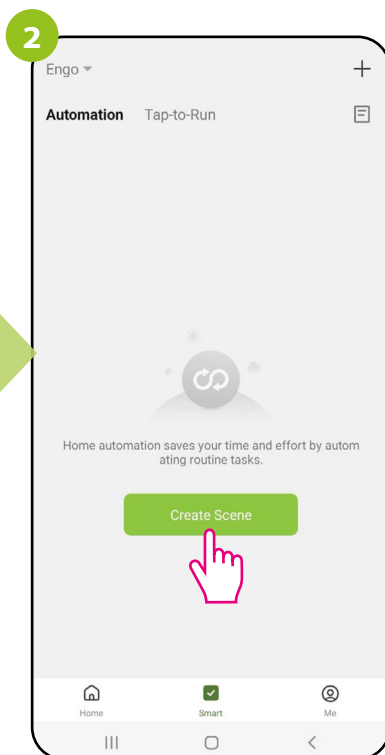 2
Engo
Automation Tap-to-Run
Home automation saves your time and effort by autom
ating routine tasks.
Create Scene
Home Smart Me